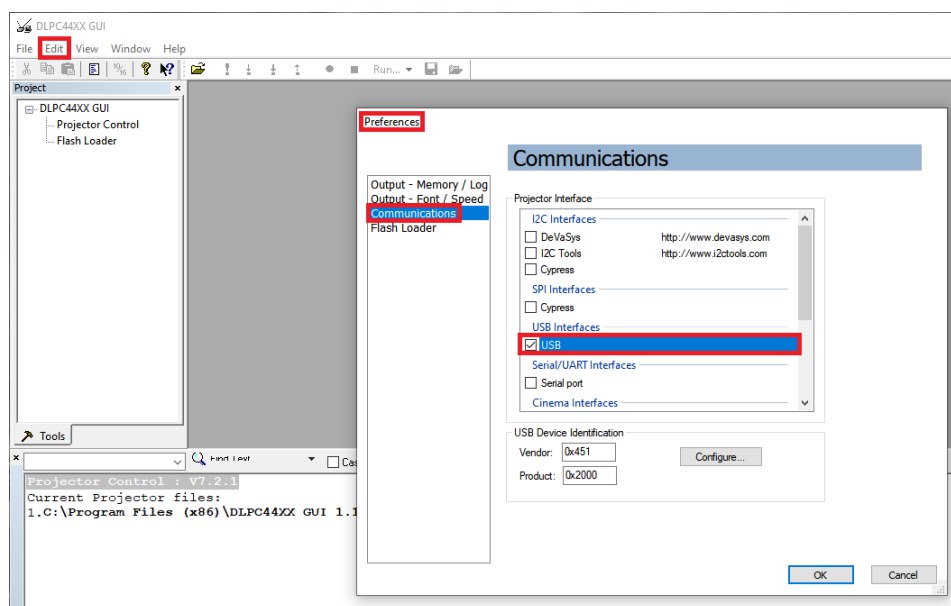 DLPC44XX GUI
File Edit View Window Help
Run...
Project
DLPC44XX GUI
Projector Control
Flash Loader
Tools
Preferences
Output - Memory / Log
Output - Font / Speed
Communications
Flash Loader
Communications
Projector Interface
I2C Interfaces
DeVaSys http://www.devasys.com
I2C Tools http://www.i2ctools.com
Cypress
SPI Interfaces
Cypress
USB Interfaces
USB
Serial/UART Interfaces
Serial port
Cinema Interfaces
USB Device Identification
Vendor: 0x451
Configure...
Product: 0x2000
OK Cancel
Find Text
Cas
Projector Control : V7.2.1
Current Projector files:
1.C:\Program Files (x86)\DLPC44XX GUI 1.1